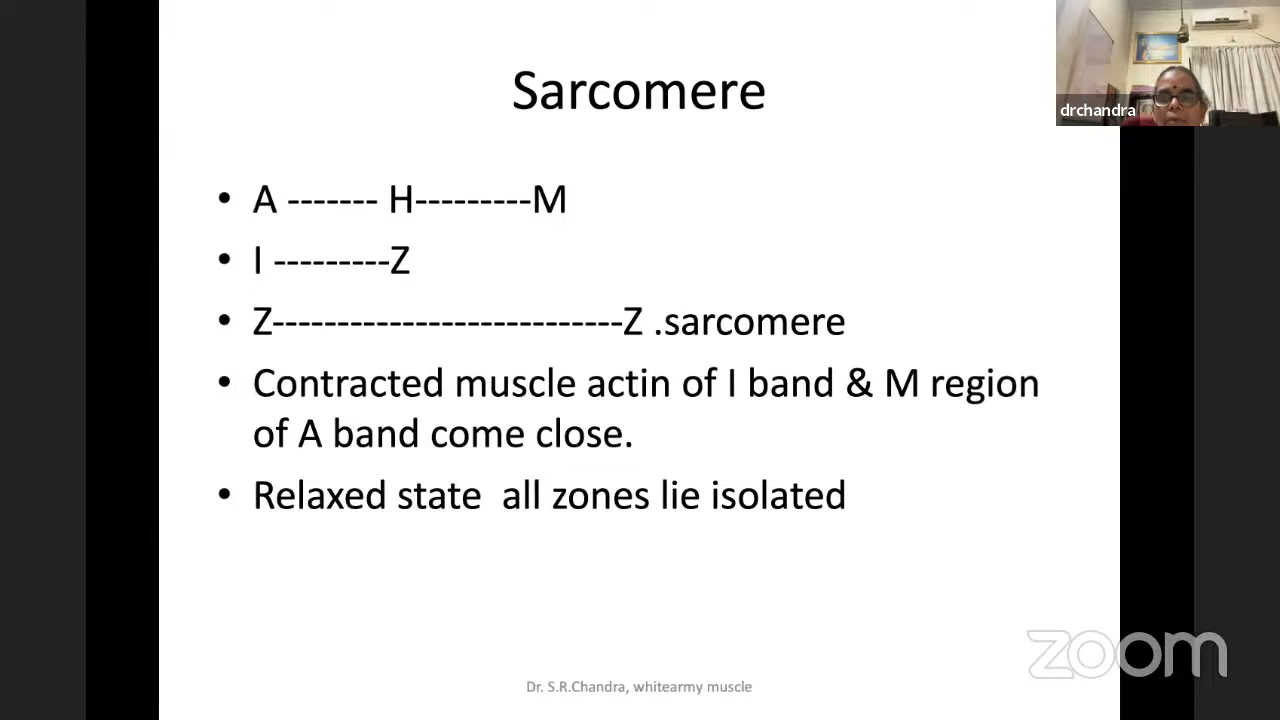 Sarcomere
drchandra
• A ------- H---------M
• I ---------Z
• Z---------------------------Z .sarcomere
• Contracted muscle actin of I band & M region
of A band come close.
• Relaxed state  all zones lie isolated
zoom
Dr. S.R.Chandra, whitearmy muscle